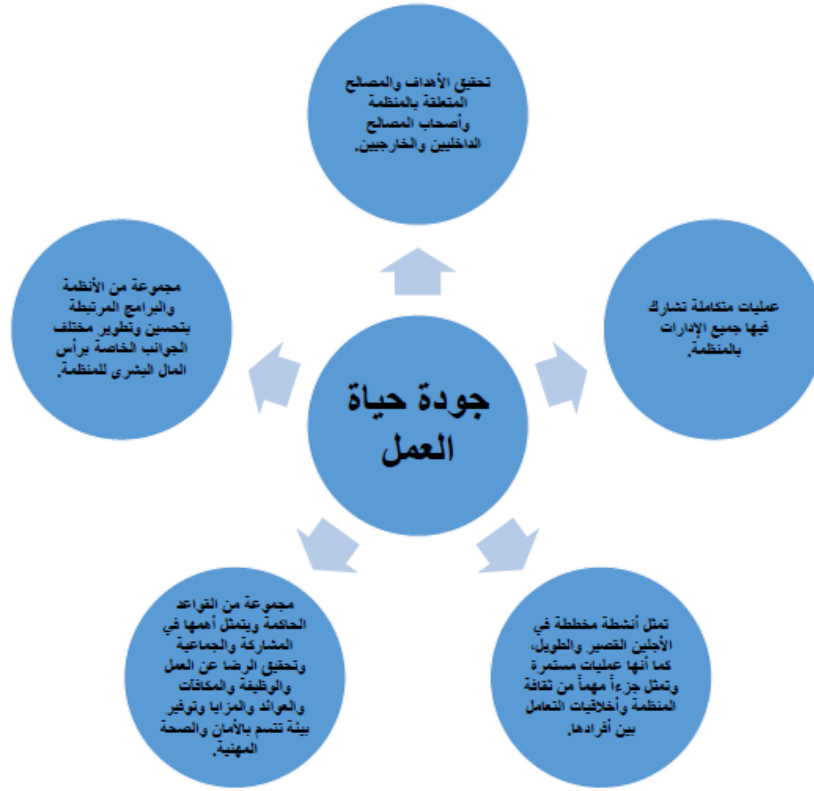 تحقيق الأهداف والمصالح
المتعلقة بالمنظمة
وأصحاب المصالح
الداخليين والخارجيين.
عمليات متكاملة تشارك
فيها جميع الإدارات
بالمنظمة.
مجموعة من الأنظمة
والبرامج المرتبطة
بتحسين وتطوير مختلف
الجوانب الخاصة برأس
المال البشري للمنظمة.
جودة حياة
العمل
تمثل أنشطة مخططة في
الأجلين القصير والطويل،
كما أنها عمليات مستمرة
وتمثل جزءاً مهماً من ثقافة
المنظمة وأخلاقيات التعامل
بين أفرادها.
مجموعة من القواعد
الحاكمة ويتمثل أهمها في
المشاركة والجماعية
وتحقيق الرضا عن العمل
والوظيفة والمكافآت
والعوائد والمزايا وتوفير
بيئة تتسم بالأمان والصحة
المهنية.